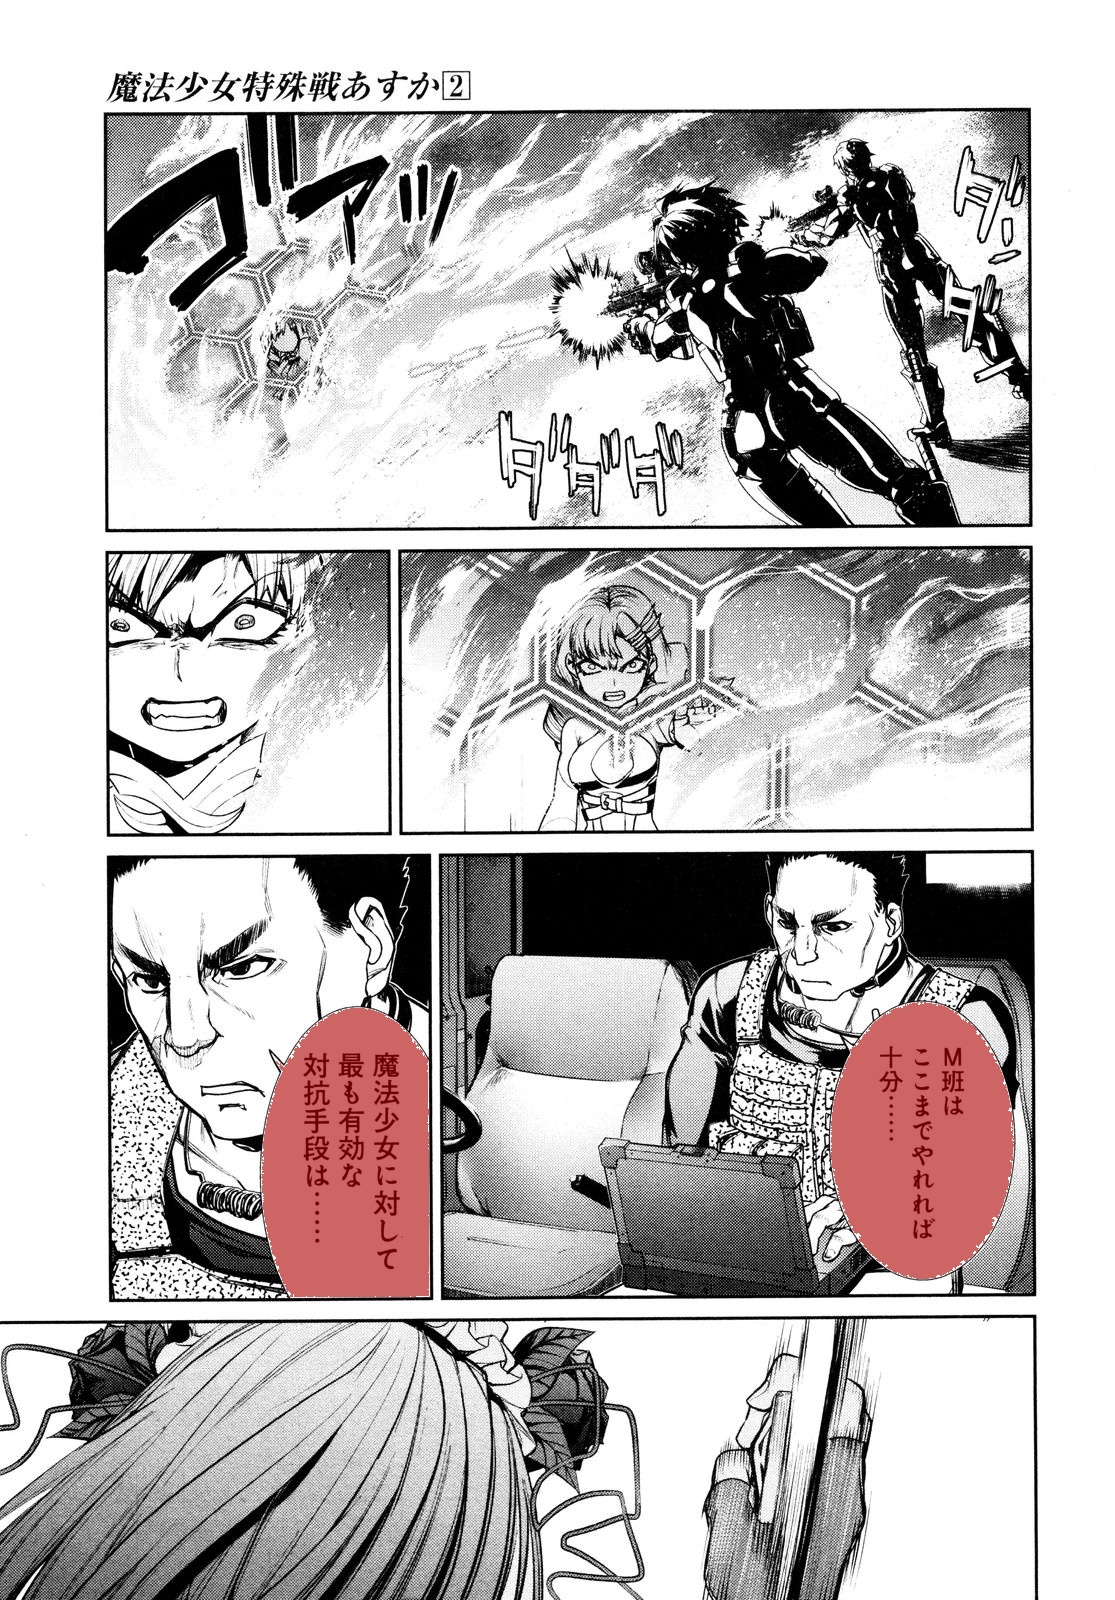 魔法少女特殊戦あすか2
ダダ
ゴァッ
ダダダ
M班は
ここまでやれれば
十分……
魔法少女に対して
最も有効な
対抗手段は……